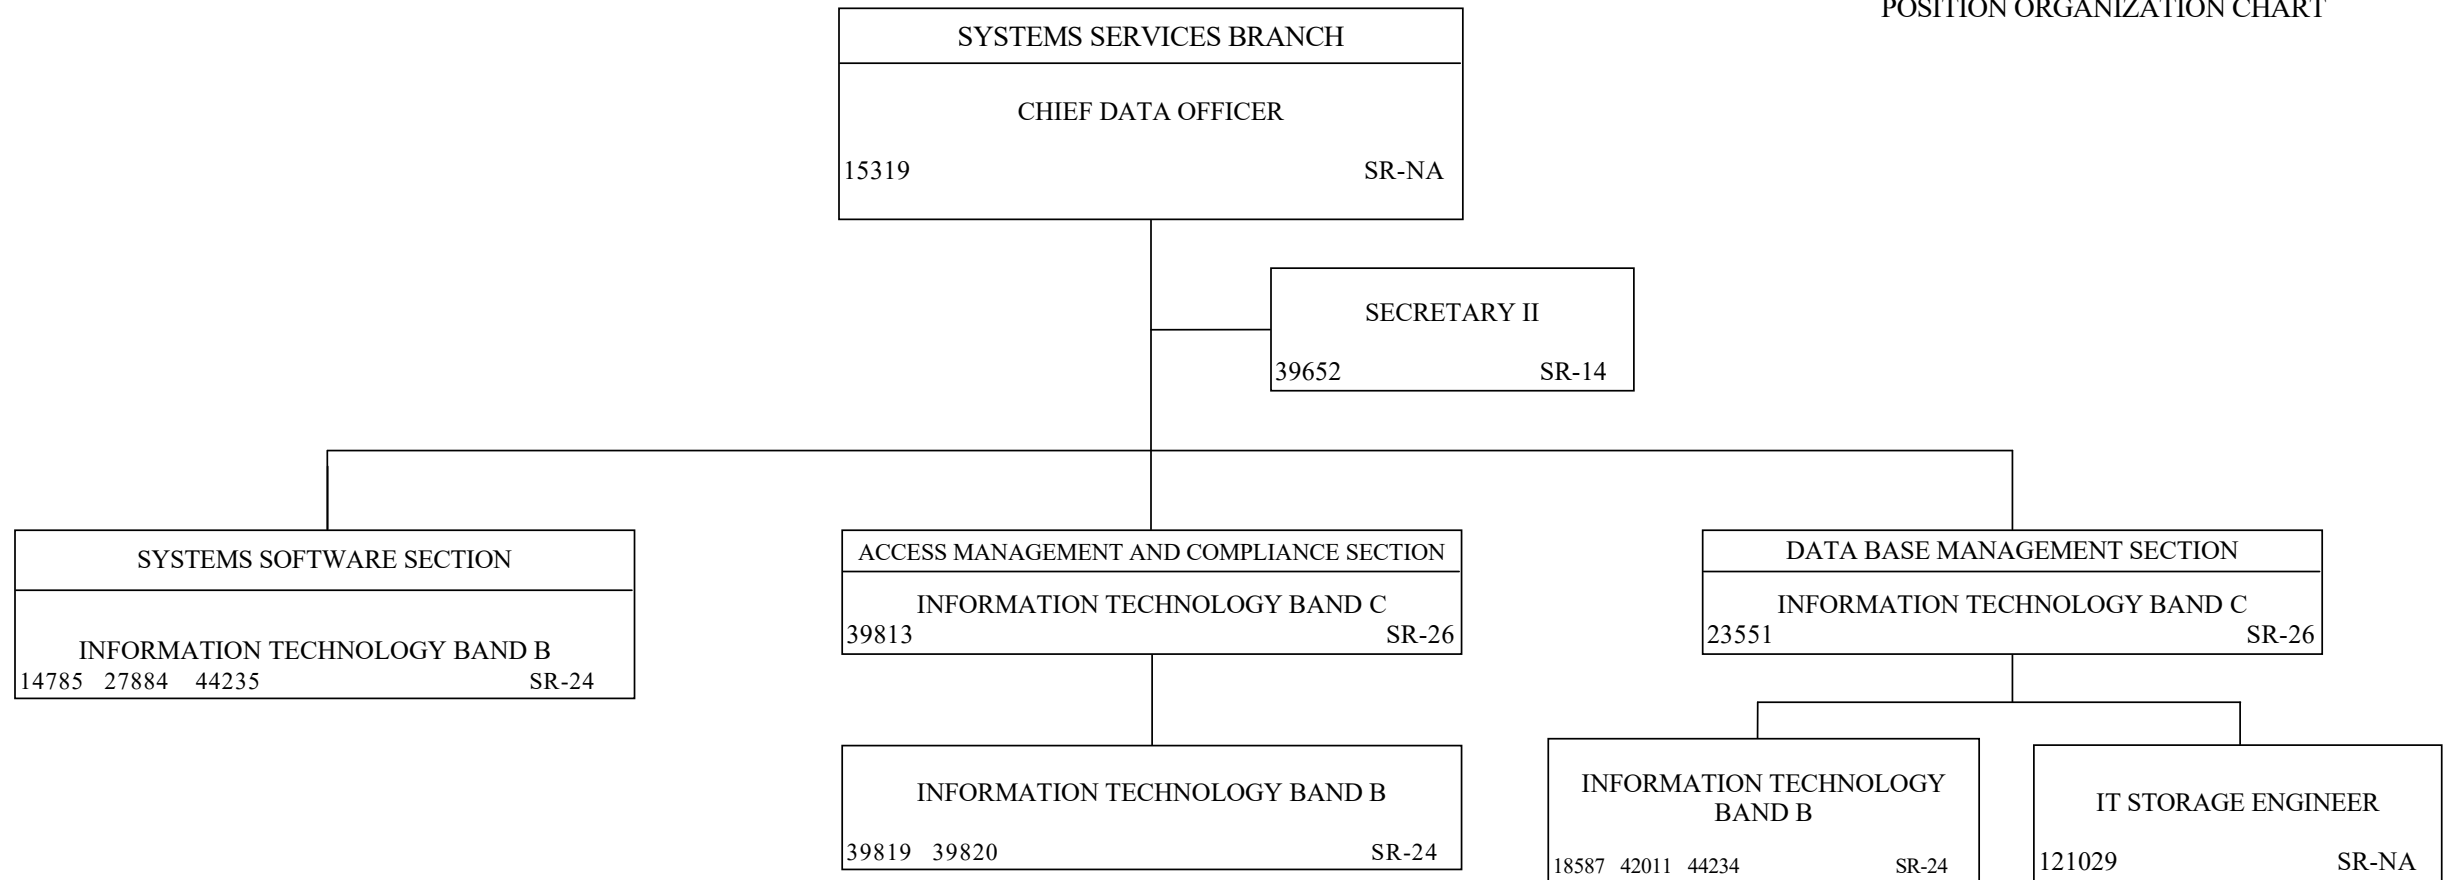 POSITION ORGANIZATION CHART
SYSTEMS SERVICES BRANCH
CHIEF DATA OFFICER
15319 SR-NA
SECRETARY II
39652 SR-14
SYSTEMS SOFTWARE SECTION
INFORMATION TECHNOLOGY BAND B
14785 27884 44235 SR-24
ACCESS MANAGEMENT AND COMPLIANCE SECTION
INFORMATION TECHNOLOGY BAND C
39813 SR-26
DATA BASE MANAGEMENT SECTION
INFORMATION TECHNOLOGY BAND C
23551 SR-26
INFORMATION TECHNOLOGY BAND B
39819 39820 SR-24
INFORMATION TECHNOLOGY
BAND B
18587 42011 44234 SR-24
IT STORAGE ENGINEER
121029 SR-NA